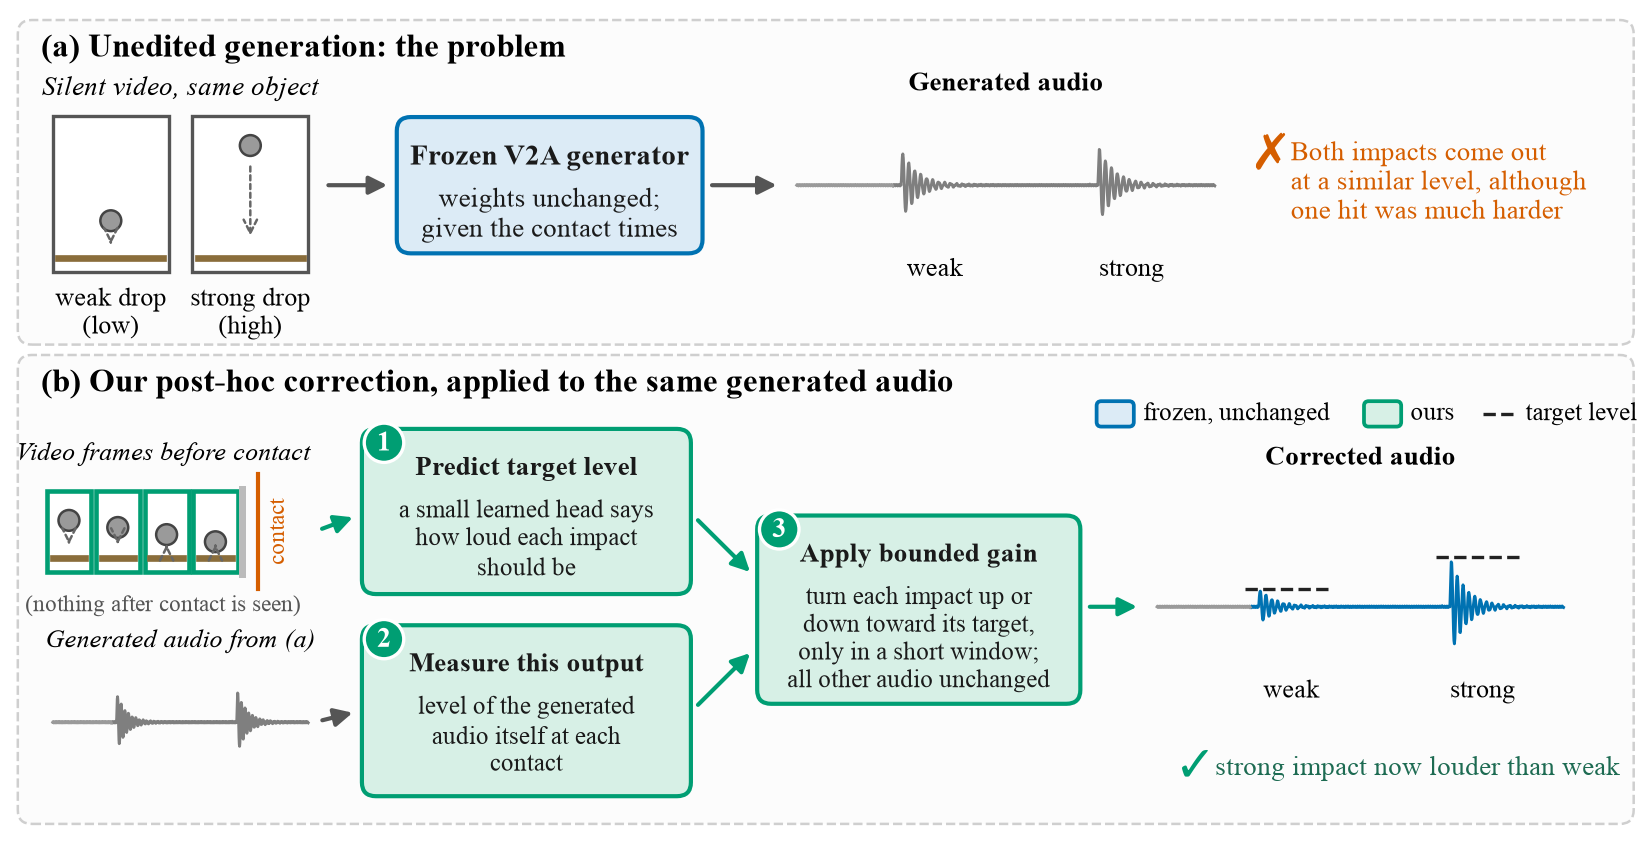 (a) Unedited generation: the problem
Silent video, same object
weak drop
(low)
strong drop
(high)
Frozen V2A generator
weights unchanged;
given the contact times
Generated audio
weak
strong
✗ Both impacts come out
at a similar level, although
one hit was much harder
(b) Our post-hoc correction, applied to the same generated audio
frozen, unchanged
ours
target level
Video frames before contact
contact
(nothing after contact is seen)
Generated audio from (a)
1
Predict target level
a small learned head says
how loud each impact
should be
2
Measure this output
level of the generated
audio itself at each
contact
3
Apply bounded gain
turn each impact up or
down toward its target,
only in a short window;
all other audio unchanged
Corrected audio
weak
strong
✓ strong impact now louder than weak